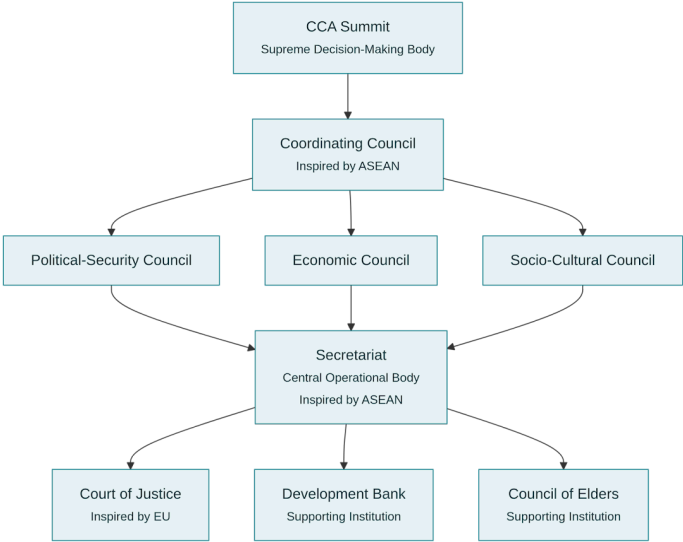 CCA Summit
Supreme Decision-Making Body
Coordinating Council
Inspired by ASEAN
Political-Security Council
Economic Council
Socio-Cultural Council
Secretariat
Central Operational Body
Inspired by ASEAN
Court of Justice
Inspired by EU
Development Bank
Supporting Institution
Council of Elders
Supporting Institution